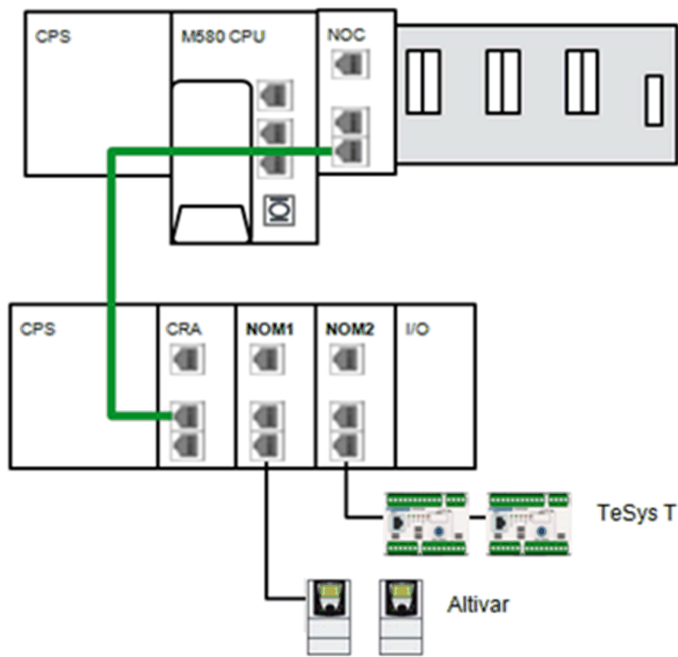 CPS
M580 CPU
NOC
CPS
CRA
NOM1
NOM2
I/O
TeSys T
Altivar